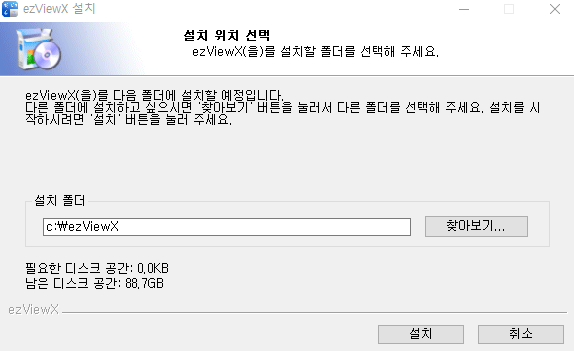 ezViewX 설치
설치 위치 선택
ezViewX(을)를 설치할 폴더를 선택해 주세요.
ezViewX(을)를 다음 폴더에 설치할 예정입니다.
다른 폴더에 설치하고 싶으시면 '찾아보기' 버튼을 눌러서 다른 폴더를 선택해 주세요. 설치를 시
작하시려면 '설치' 버튼을 눌러 주세요.
설치 폴더
c:₩ezViewX
찾아보기...
필요한 디스크 공간: 0.0KB
남은 디스크 공간: 88.7GB
ezViewX
설치
취소